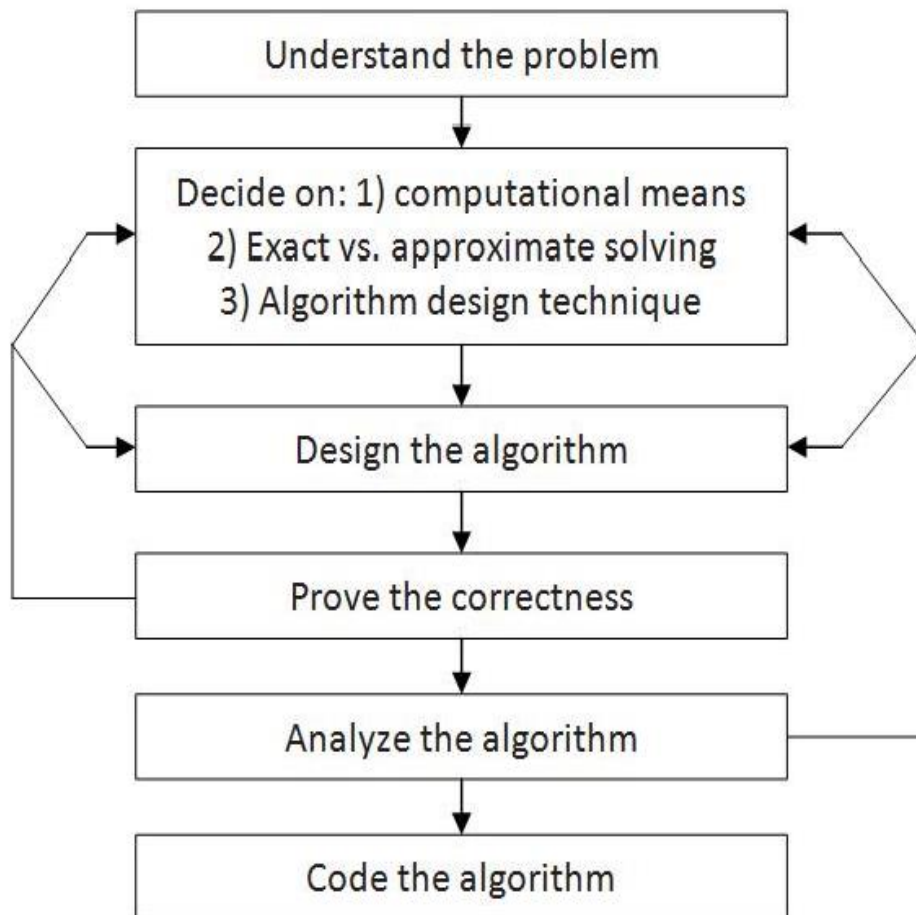 Understand the problem
Decide on: 1) computational means
2) Exact vs. approximate solving
3) Algorithm design technique
Design the algorithm
Prove the correctness
Analyze the algorithm
Code the algorithm